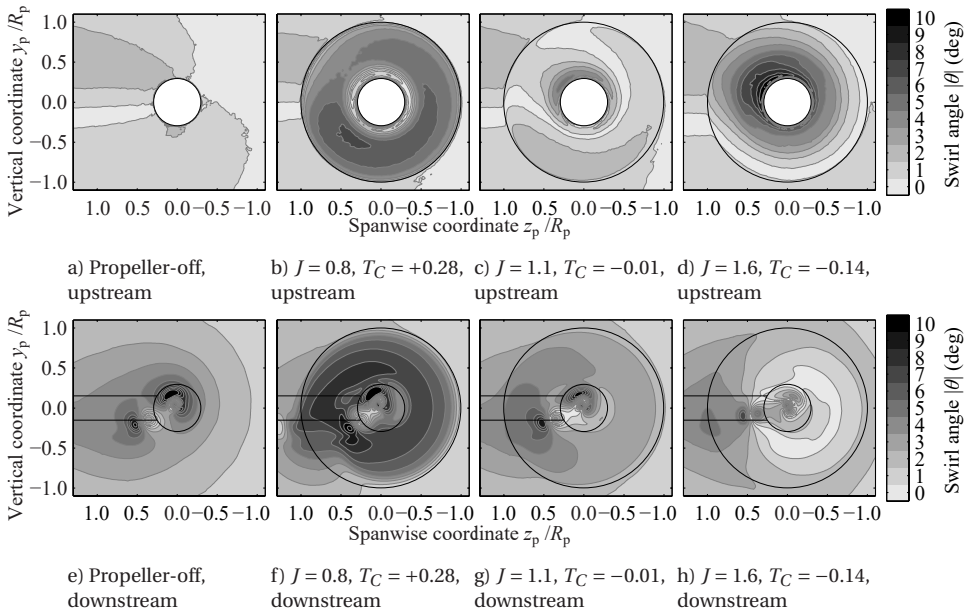 Vertical coordinate y_p/R_p
1.0
0.5
0.0
−0.5
−1.0
1.0 0.5 0.0 −0.5 −1.0 1.0 0.5 0.0 −0.5 −1.0 1.0 0.5 0.0 −0.5 −1.0 1.0 0.5 0.0 −0.5 −1.0
Spanwise coordinate z_p/R_p
10
9
8
7
6
5
4
3
2
1
0
Swirl angle |θ| (deg)
a) Propeller-off,
upstream
b) J = 0.8, T_C = +0.28,
upstream
c) J = 1.1, T_C = −0.01,
upstream
d) J = 1.6, T_C = −0.14,
upstream
Vertical coordinate y_p/R_p
1.0
0.5
0.0
−0.5
−1.0
1.0 0.5 0.0 −0.5 −1.0 1.0 0.5 0.0 −0.5 −1.0 1.0 0.5 0.0 −0.5 −1.0 1.0 0.5 0.0 −0.5 −1.0
Spanwise coordinate z_p/R_p
10
9
8
7
6
5
4
3
2
1
0
Swirl angle |θ| (deg)
e) Propeller-off,
downstream
f) J = 0.8, T_C = +0.28,
downstream
g) J = 1.1, T_C = −0.01,
downstream
h) J = 1.6, T_C = −0.14,
downstream